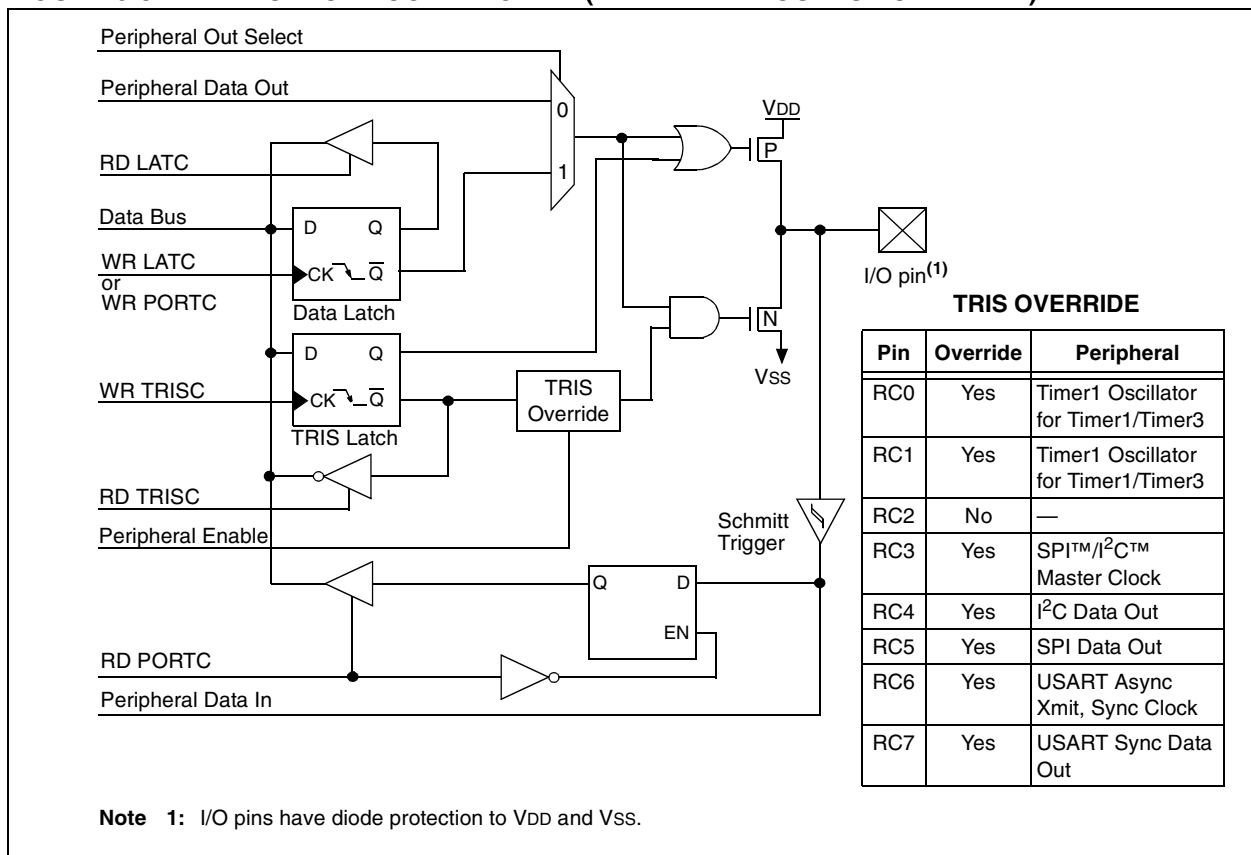 Peripheral Out Select
Peripheral Data Out
0
1
VDD
P
RD LATC
Data Bus
D Q
WR LATC
or
WR PORTC
CK Q̅
Data Latch
I/O pin(1)
N
VSS
D Q
WR TRISC
CK Q̅
TRIS Latch
TRIS
Override
RD TRISC
Peripheral Enable
Schmitt
Trigger
Q D
EN
RD PORTC
Peripheral Data In
TRIS OVERRIDE
Pin Override Peripheral
RC0 Yes Timer1 Oscillator
for Timer1/Timer3
RC1 Yes Timer1 Oscillator
for Timer1/Timer3
RC2 No —
RC3 Yes SPI™/I²C™
Master Clock
RC4 Yes I²C Data Out
RC5 Yes SPI Data Out
RC6 Yes USART Async
Xmit, Sync Clock
RC7 Yes USART Sync Data
Out
Note 1: I/O pins have diode protection to VDD and VSS.